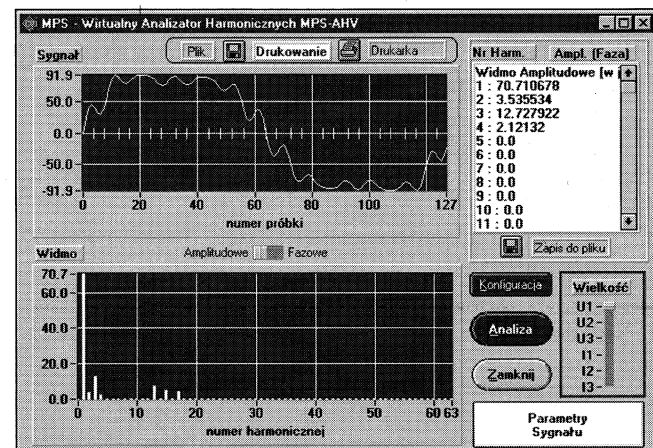 MPS - Wirtualny Analizator Harmonicznych MPS-AHV
Sygnał
Plik
Drukowanie
Drukarka
91.9
50.0
0.0
-50.0
-91.9
0 20 40 60 80 100 127
numer próbki
Nr Harm. Ampl. (Faza)
Widmo Amplitudowe [w j
1 : 70.710678
2 : 3.535534
3 : 12.727922
4 : 2.12132
5 : 0.0
6 : 0.0
7 : 0.0
8 : 0.0
9 : 0.0
10 : 0.0
11 : 0.0
Zapis do pliku
Widmo
Amplitudowe Fazowe
70.7
60.0
40.0
20.0
0.0
0 10 20 30 40 50 60 63
numer harmonicznej
Konfiguracja
Analiza
Zamknij
Wielkość
U1
U2
U3
I1
I2
I3
Parametry
Sygnału